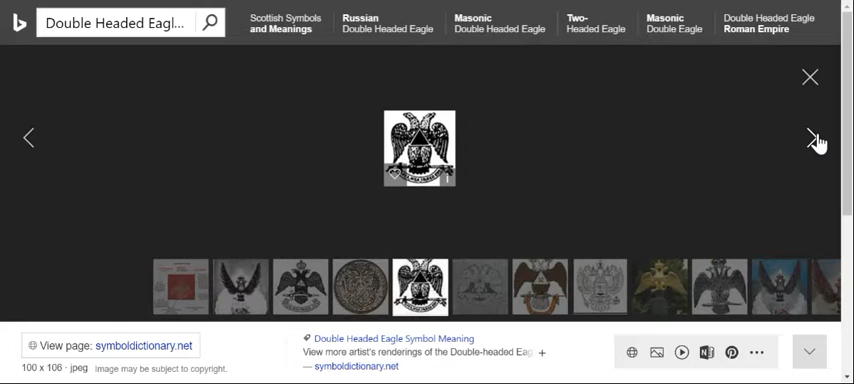 Double Headed Eagl...
Scottish Symbols
and Meanings
Russian
Double Headed Eagle
Masonic
Double Headed Eagle
Two-
Headed Eagle
Masonic
Double Eagle
Double Headed Eagle
Roman Empire
View page: symboldictionary.net
100 x 106 · jpeg Image may be subject to copyright.
Double Headed Eagle Symbol Meaning
View more artist's renderings of the Double-headed Eag
— symboldictionary.net